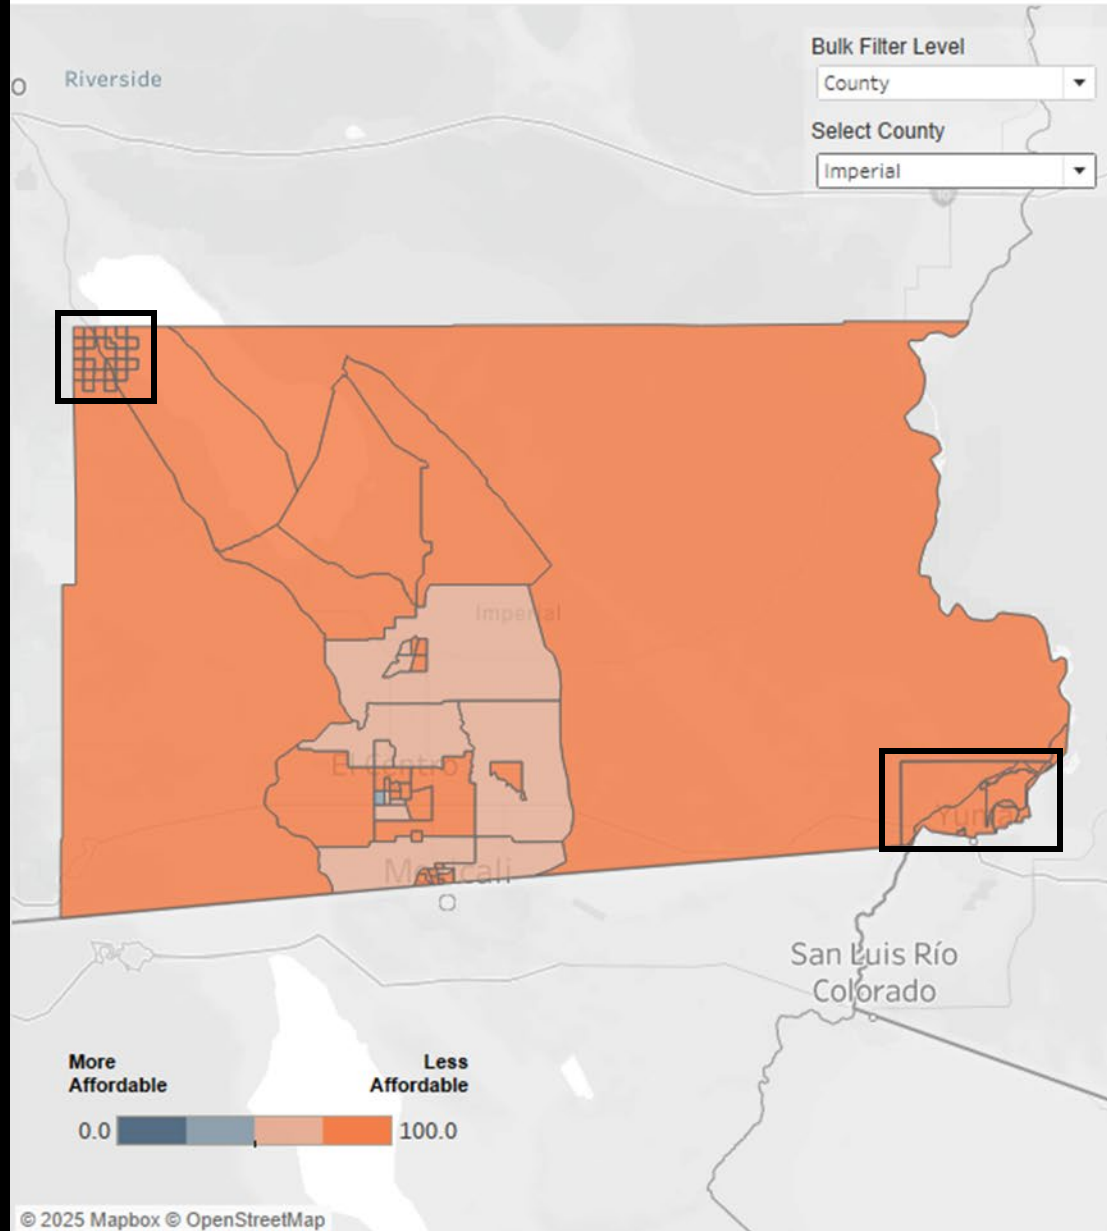 Bulk Filter Level
County
Select County
Imperial
Riverside
Imperial
El Centro
Yuma
Mexicali
San Luis Río
Colorado
More
Affordable
Less
Affordable
0.0
100.0
© 2025 Mapbox © OpenStreetMap